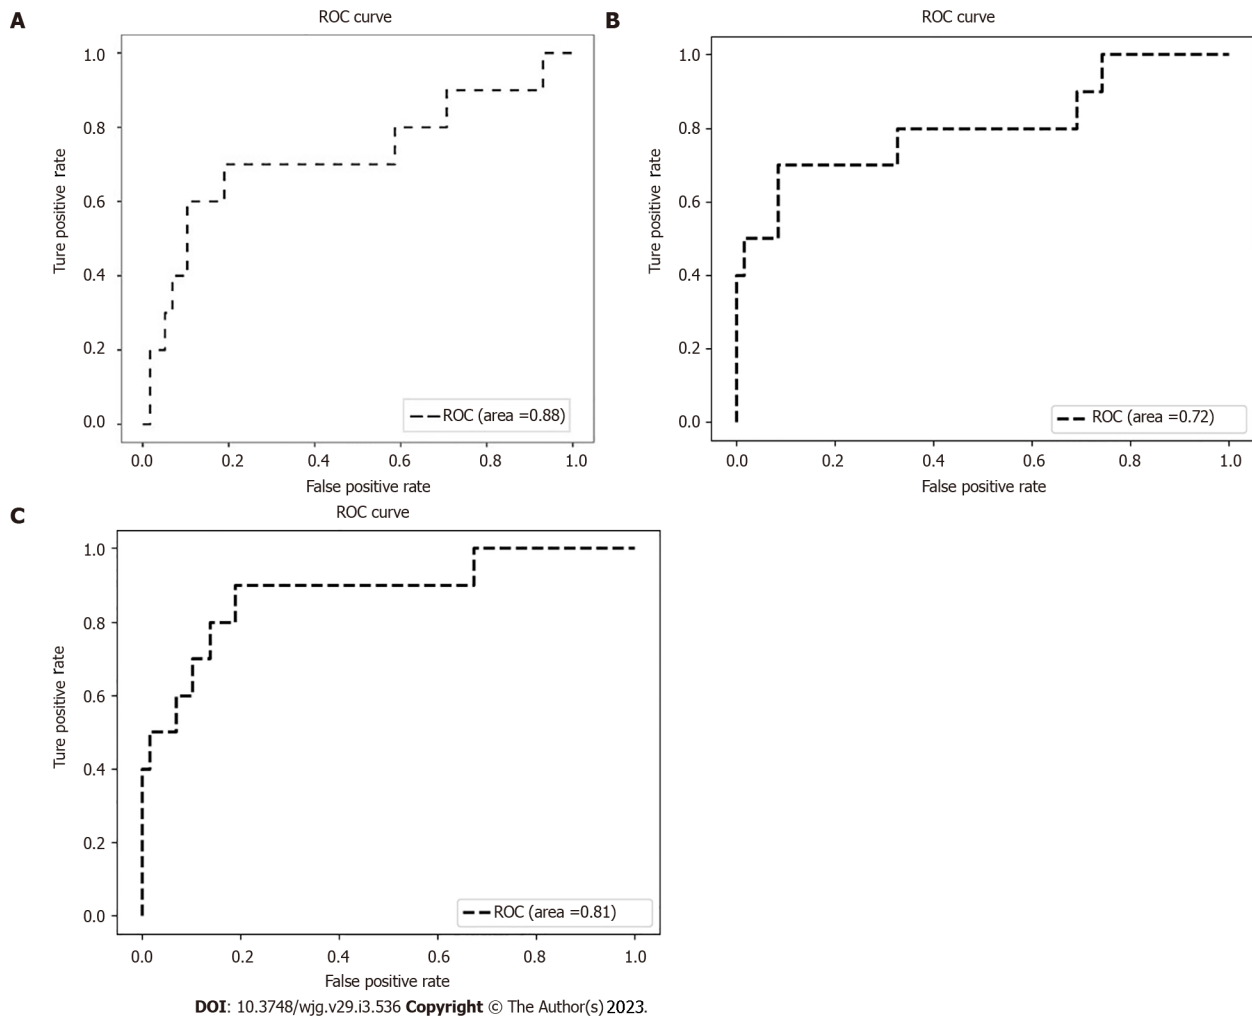 A
ROC curve
1.0
0.8
0.6
0.4
0.2
0.0
Ture positive rate
ROC (area =0.88)
0.0 0.2 0.4 0.6 0.8 1.0
False positive rate
B
ROC curve
1.0
0.8
0.6
0.4
0.2
0.0
Ture positive rate
ROC (area =0.72)
0.0 0.2 0.4 0.6 0.8 1.0
False positive rate
C
ROC curve
1.0
0.8
0.6
0.4
0.2
0.0
Ture positive rate
ROC (area =0.81)
0.0 0.2 0.4 0.6 0.8 1.0
False positive rate
DOI: 10.3748/wjg.v29.i3.536 Copyright © The Author(s) 2023.